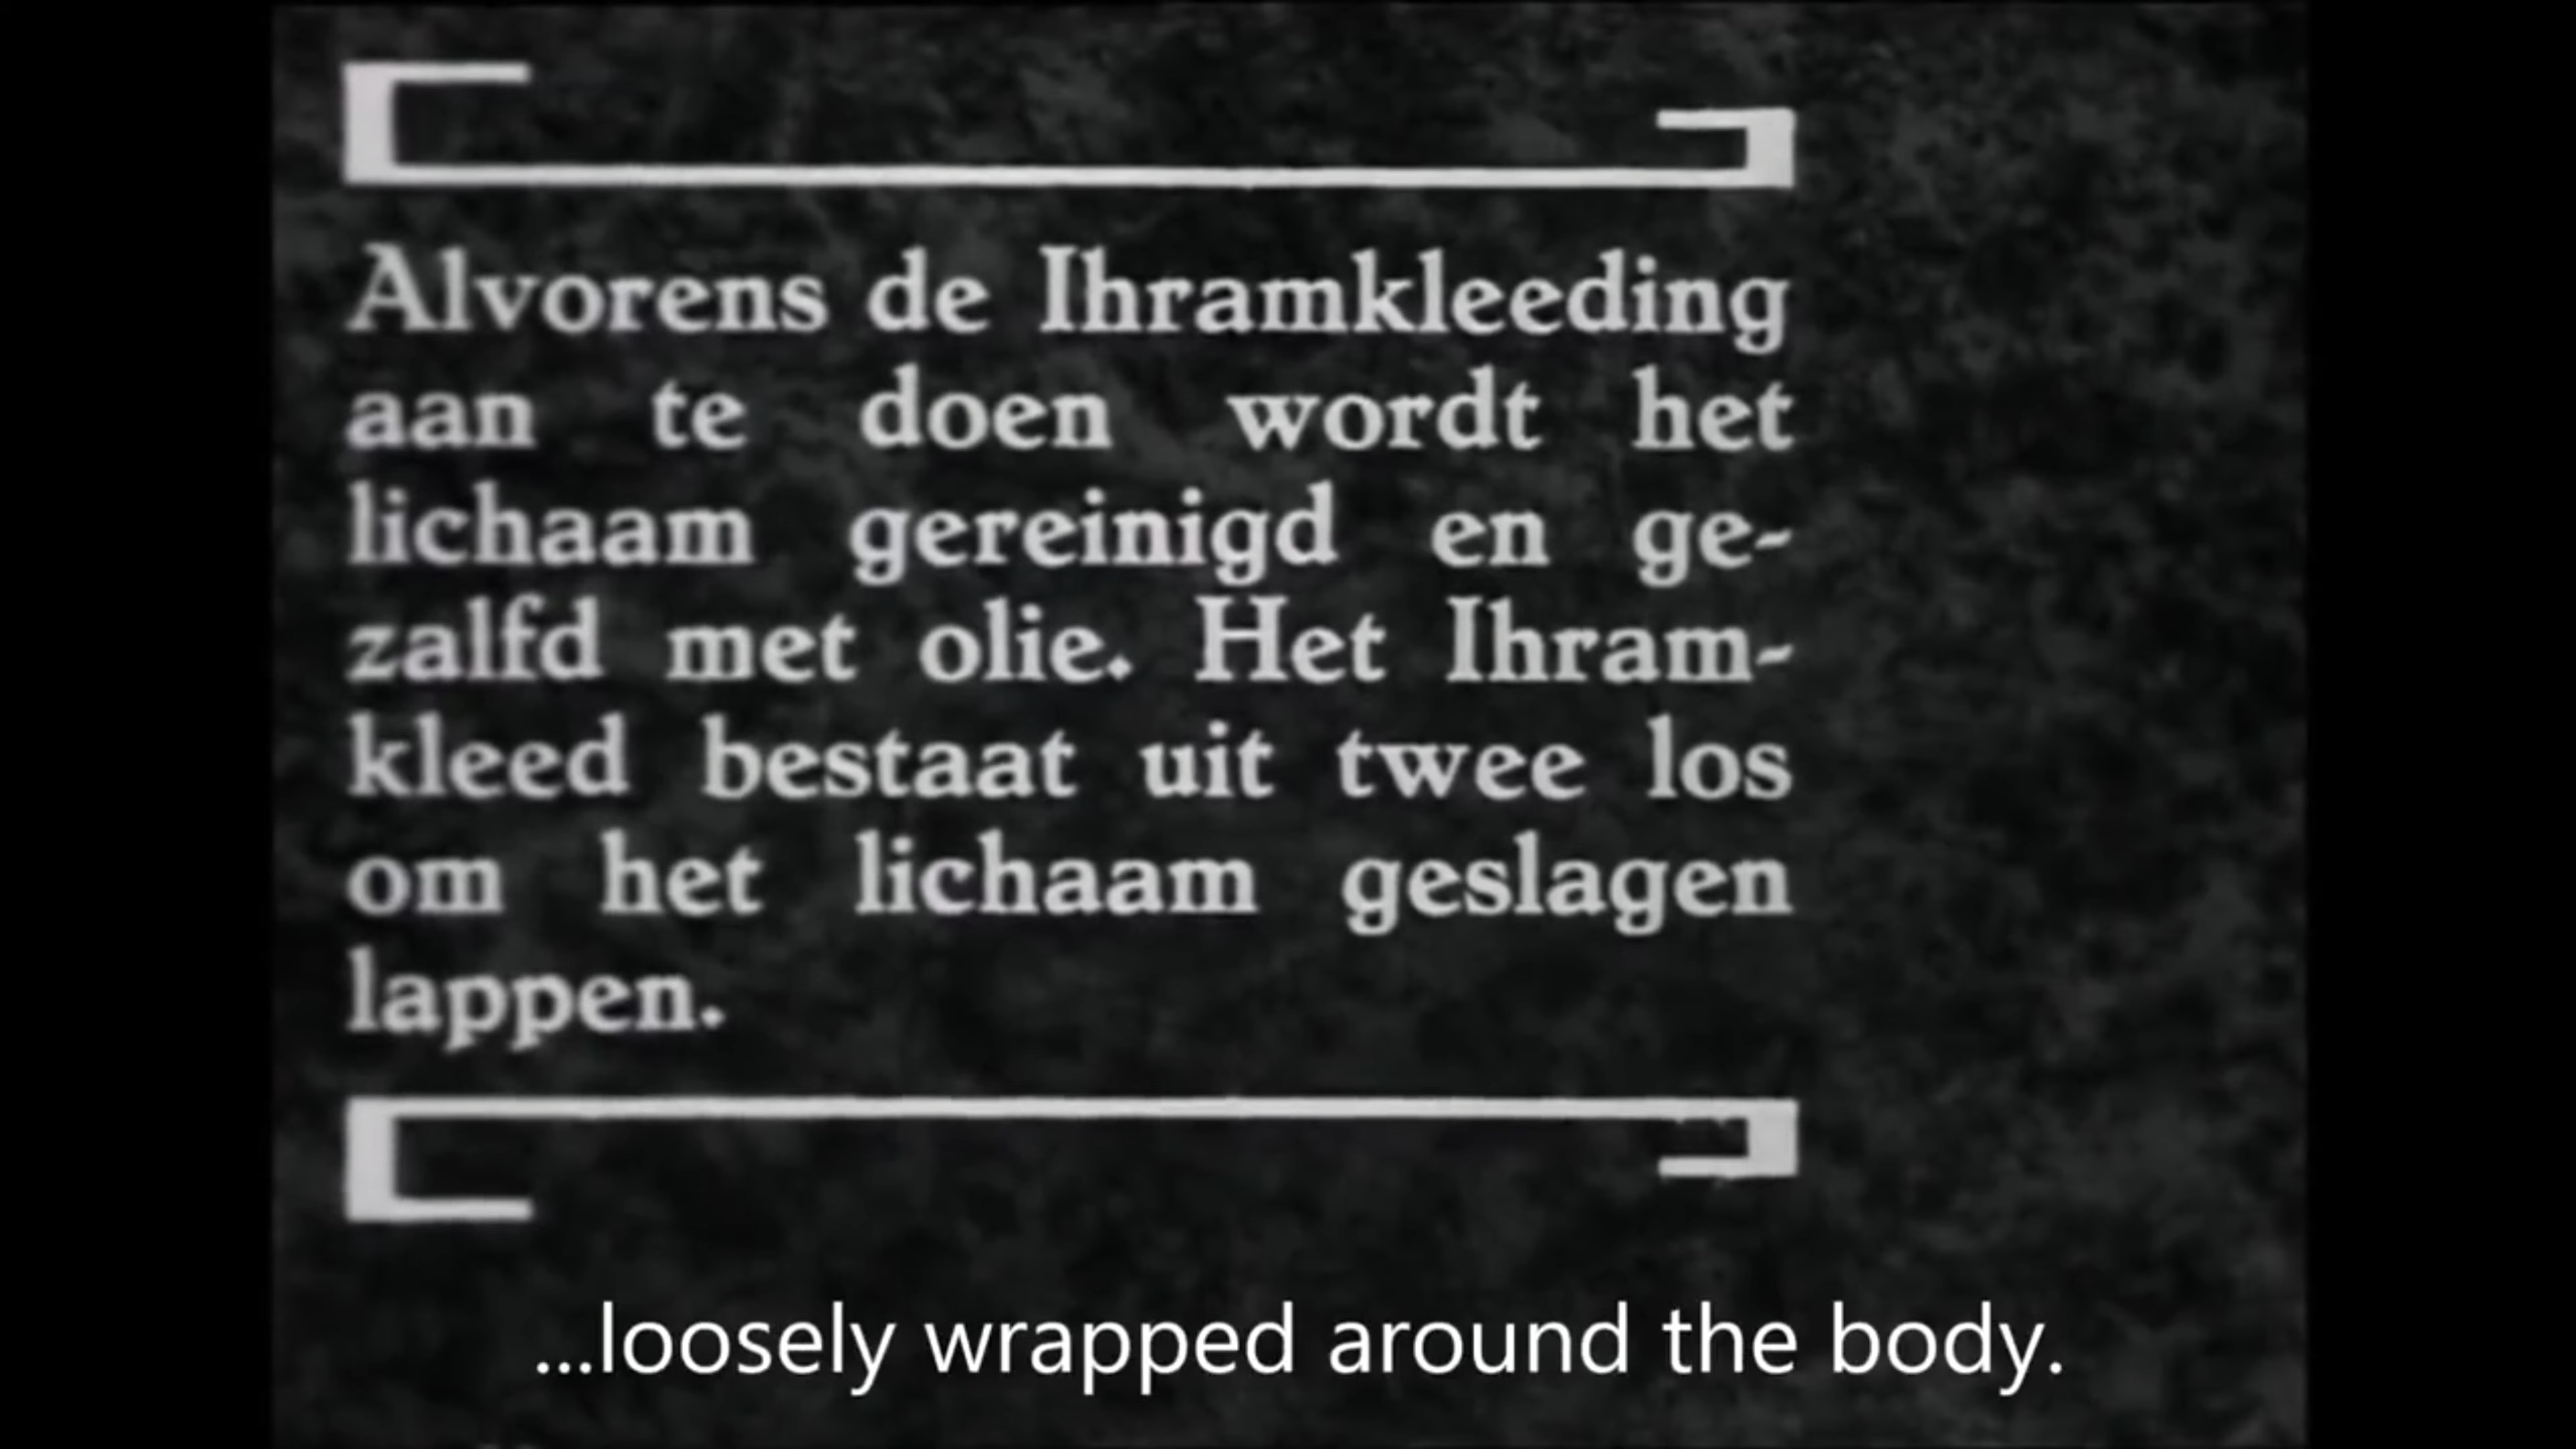 Alvorens de Ihramkleeding
aan te doen wordt het
lichaam gereinigd en ge-
zalfd met olie. Het Ihram-
kleed bestaat uit twee los
om het lichaam geslagen
lappen.
...loosely wrapped around the body.